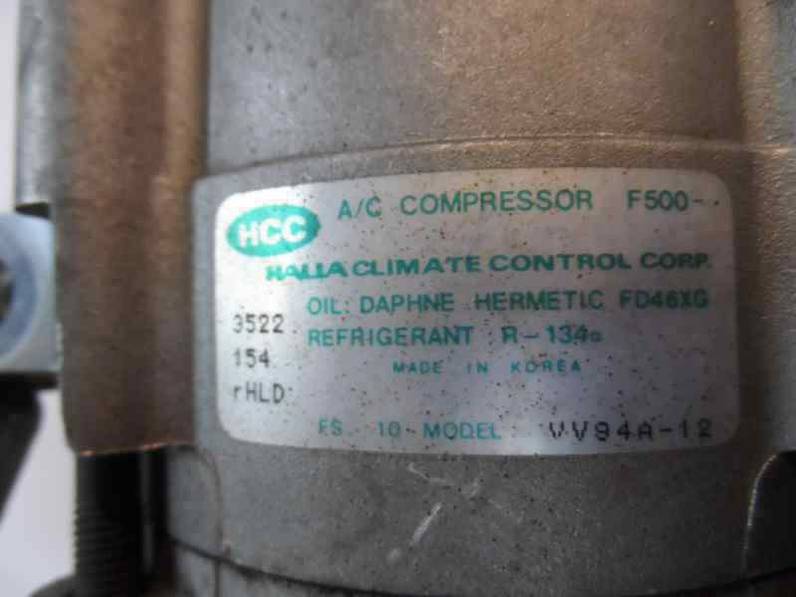 HCC
A/C COMPRESSOR F500-
HALLA CLIMATE CONTROL CORP.
OIL: DAPHNE HERMETIC FD46XG
REFRIGERANT R-134a
MADE IN KOREA
3522
154
rHLD
FS 10 MODEL VV94A-12